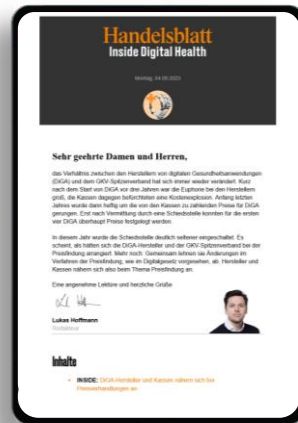 Handelsblatt
Inside Digital Health
Montag, 04.09.2023
Sehr geehrte Damen und Herren,
das Verhältnis zwischen den Herstellern von digitalen Gesundheitsanwendungen
(DiGA) und dem GKV-Spitzenverband hat sich immer wieder verändert. Kurz
nach dem Start von DiGA vor drei Jahren war die Euphorie bei den Herstellern
groß, die Kassen dagegen befürchteten eine Kostenexplosion. Anfang letzten
Jahres wurde dann heftig um die von den Kassen zu zahlenden Preise für DiGA
gerungen. Erst nach Vermittlung durch eine Schiedsstelle konnten für die ersten
vier DiGA überhaupt Preise festgelegt werden.
In diesem Jahr wurde die Schiedsstelle deutlich seltener eingeschaltet. Es
scheint, als hätten sich die DiGA-Hersteller und der GKV-Spitzenverband bei der
Preisfindung arrangiert. Mehr noch: Gemeinsam lehnen sie Änderungen im
Verfahren der Preisfindung, wie im Digitalgesetz vorgesehen, ab. Hersteller und
Kassen nähern sich also beim Thema Preisfindung an.
Eine angenehme Lektüre und herzliche Grüße
Lukas Hoffmann
Redakteur
Inhalte
INSIDE: DiGA-Hersteller und Kassen nähern sich bei
Preisverhandlungen an